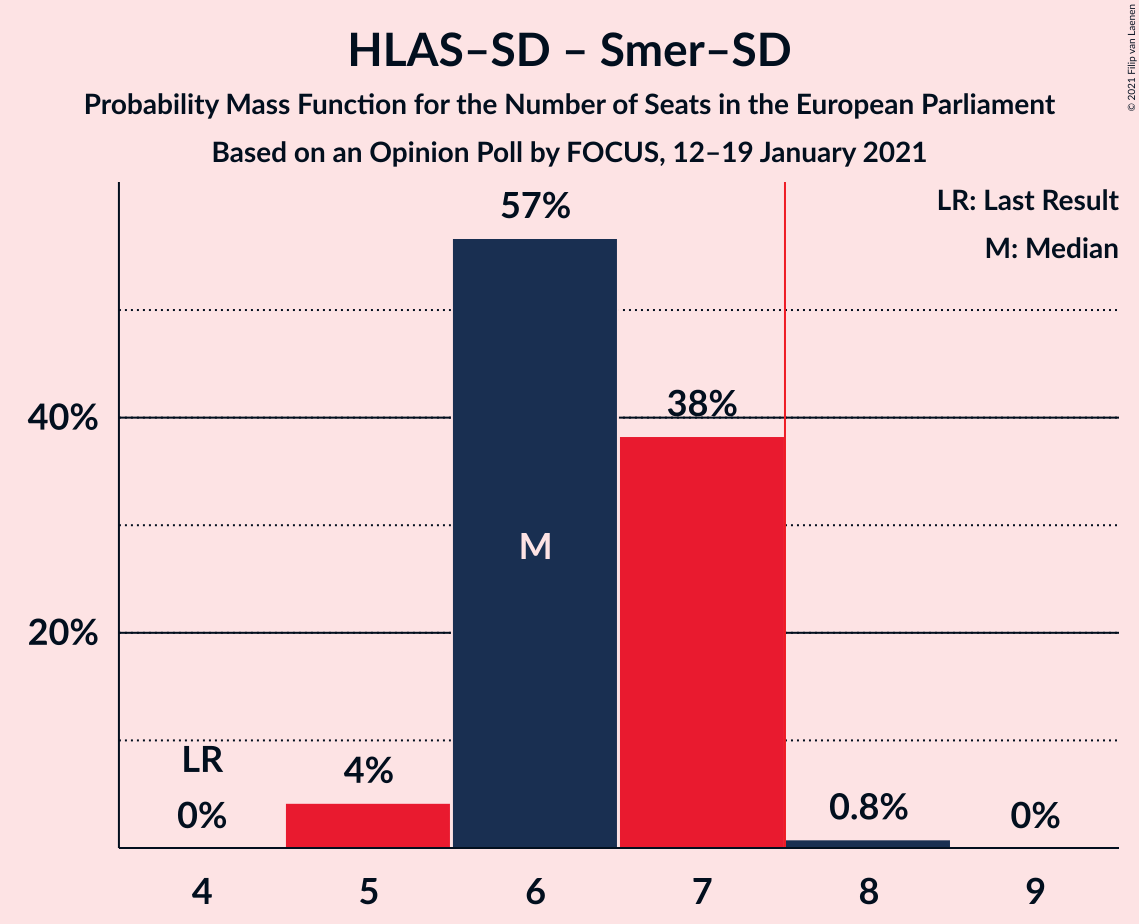 HLAS–SD – Smer–SD
Probability Mass Function for the Number of Seats in the European Parliament
Based on an Opinion Poll by FOCUS, 12–19 January 2021
© 2021 Filip van Laenen
LR: Last Result
M: Median
57%
40%
38%
M
20%
LR
0%
4%
0.8%
0%
4 5 6 7 8 9